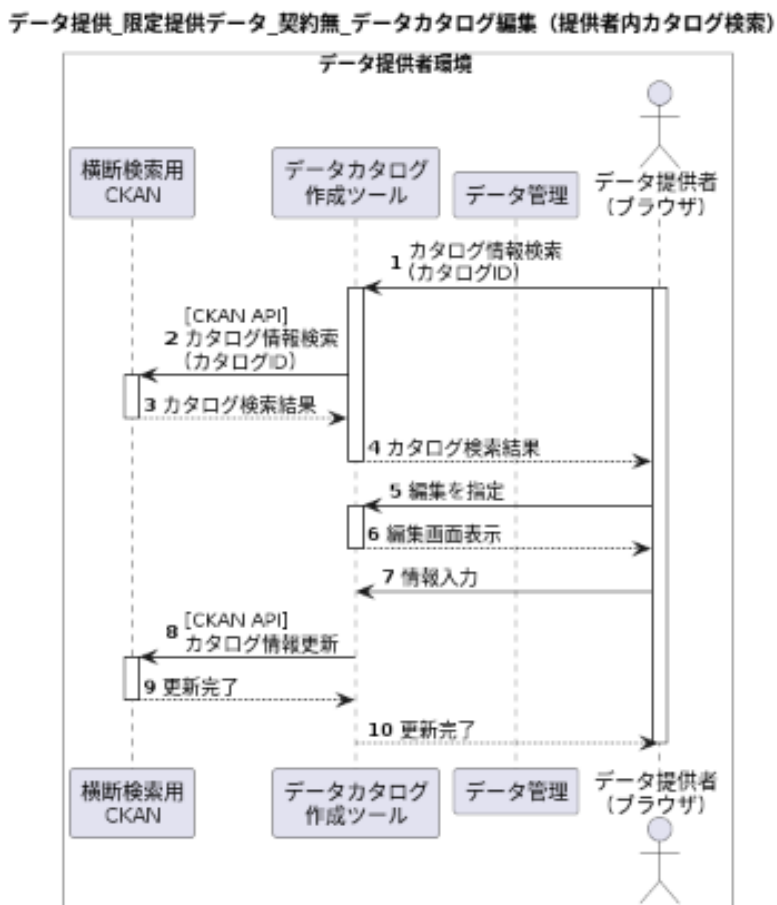 データ提供_限定提供データ_契約無_データカタログ編集（提供者内カタログ検索）
データ提供者環境
横断検索用
CKAN
データカタログ
作成ツール
データ管理
データ提供者
（ブラウザ）
1 カタログ情報検索
（カタログID）
[CKAN API]
2 カタログ情報検索
（カタログID）
3 カタログ検索結果
4 カタログ検索結果
5 編集を指定
6 編集画面表示
7 情報入力
[CKAN API]
8 カタログ情報更新
9 更新完了
10 更新完了
横断検索用
CKAN
データカタログ
作成ツール
データ管理
データ提供者
（ブラウザ）